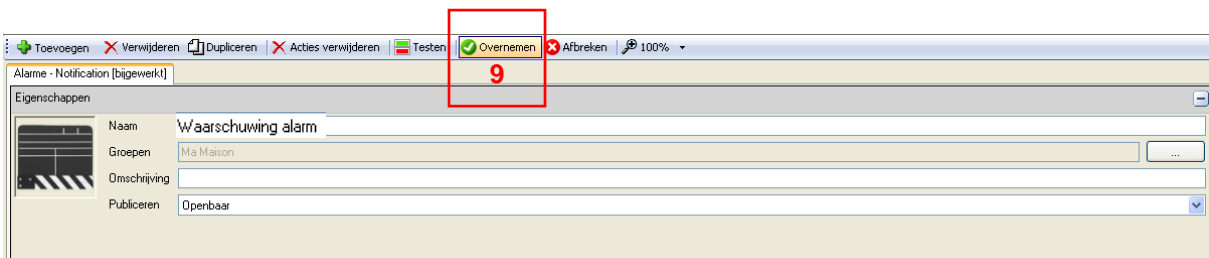 Toevoegen Verwijderen Dupliceren Acties verwijderen Testen Overnemen Afbreken 100%
9
Alarme - Notification [bijgewerkt]
Eigenschappen
Naam Waarschuwing alarm
Groepen Ma Maison ...
Omschrijving
Publiceren Openbaar